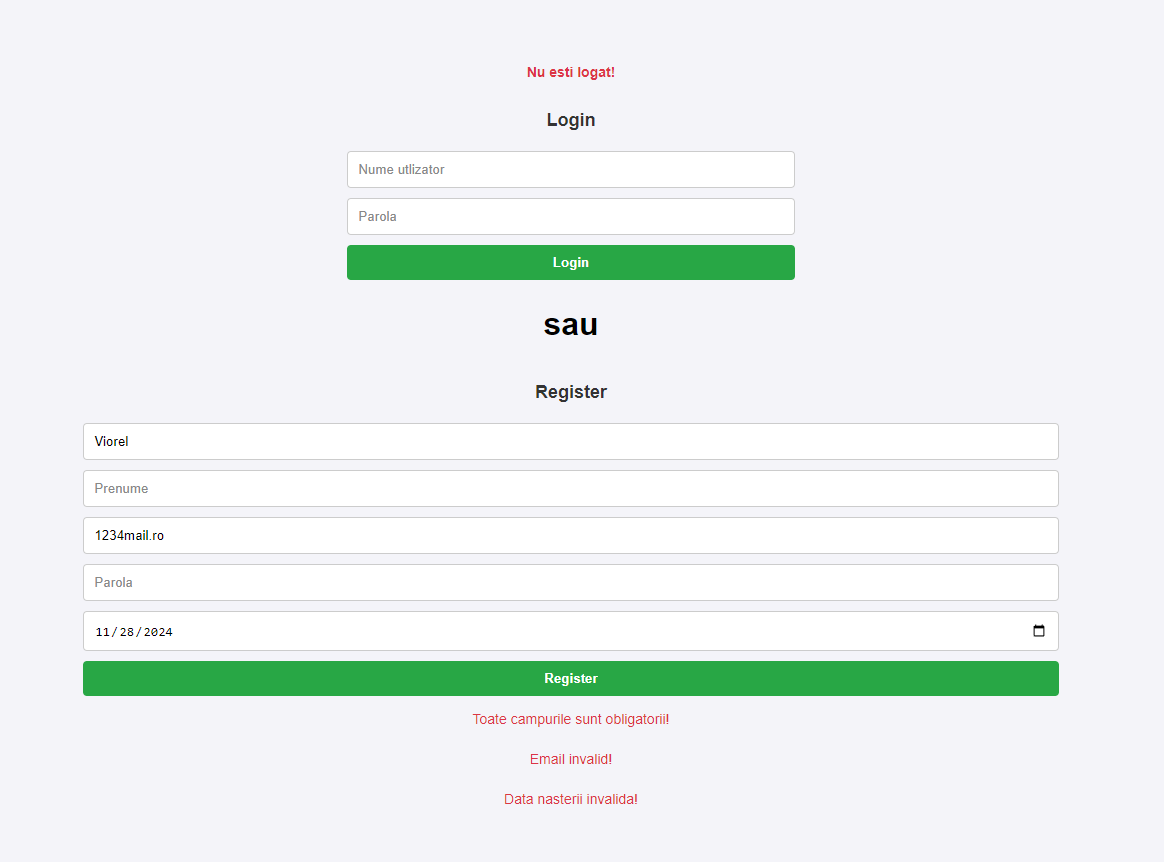 Nu esti logat!
Login
Nume utlizator
Parola
Login
sau
Register
Viorel
Prenume
1234mail.ro
Parola
11/28/2024
Register
Toate campurile sunt obligatorii!
Email invalid!
Data nasterii invalida!